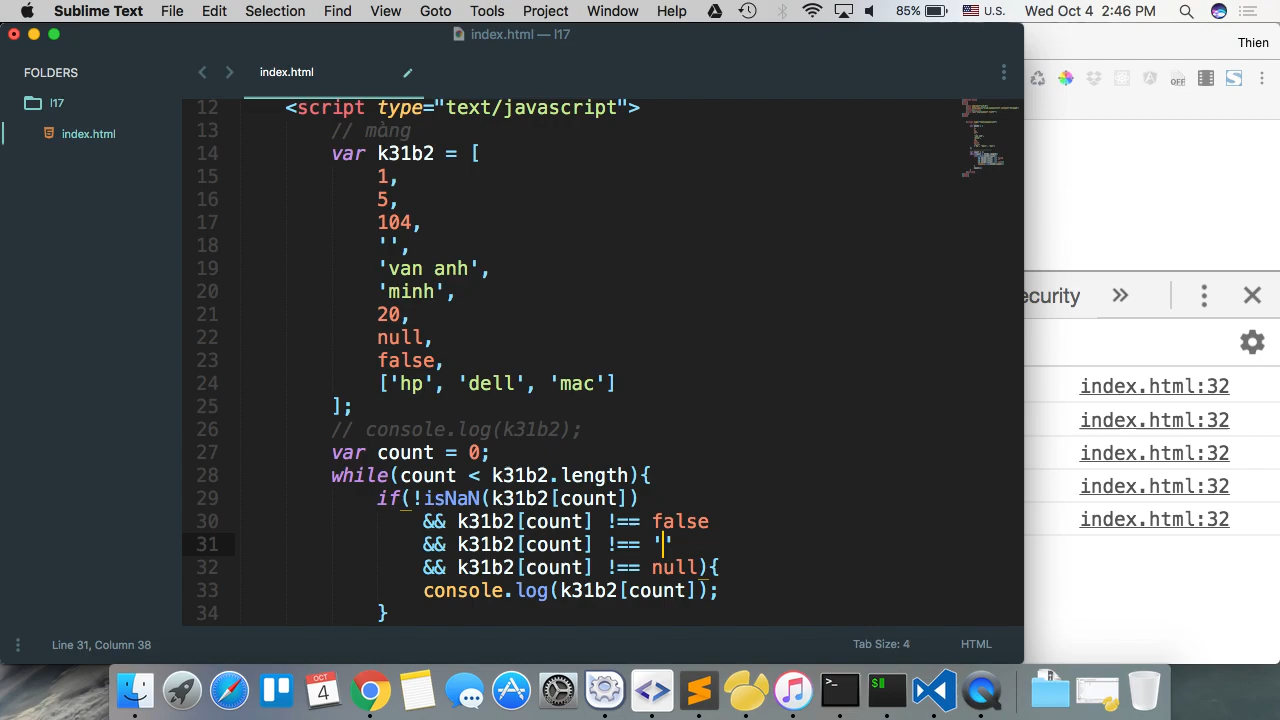 Sublime Text File Edit Selection Find View Goto Tools Project Window Help 85% U.S. Wed Oct 4 2:46 PM
index.html — l17
Thien
FOLDERS
index.html
l17
index.html
12 <script type="text/javascript">
13 // màng
14 var k31b2 = [
15 1,
16 5,
17 104,
18 '',
19 'van anh',
20 'minh',
21 20,
22 null,
23 false,
24 ['hp', 'dell', 'mac']
25 ];
26 // console.log(k31b2);
27 var count = 0;
28 while(count < k31b2.length){
29 if(!isNaN(k31b2[count])
30 && k31b2[count] !== false
31 && k31b2[count] !== ''
32 && k31b2[count] !== null){
33 console.log(k31b2[count]);
34 }
OFF
ecurity
index.html:32
index.html:32
index.html:32
index.html:32
index.html:32
Line 31, Column 38
Tab Size: 4
HTML
OCT
4